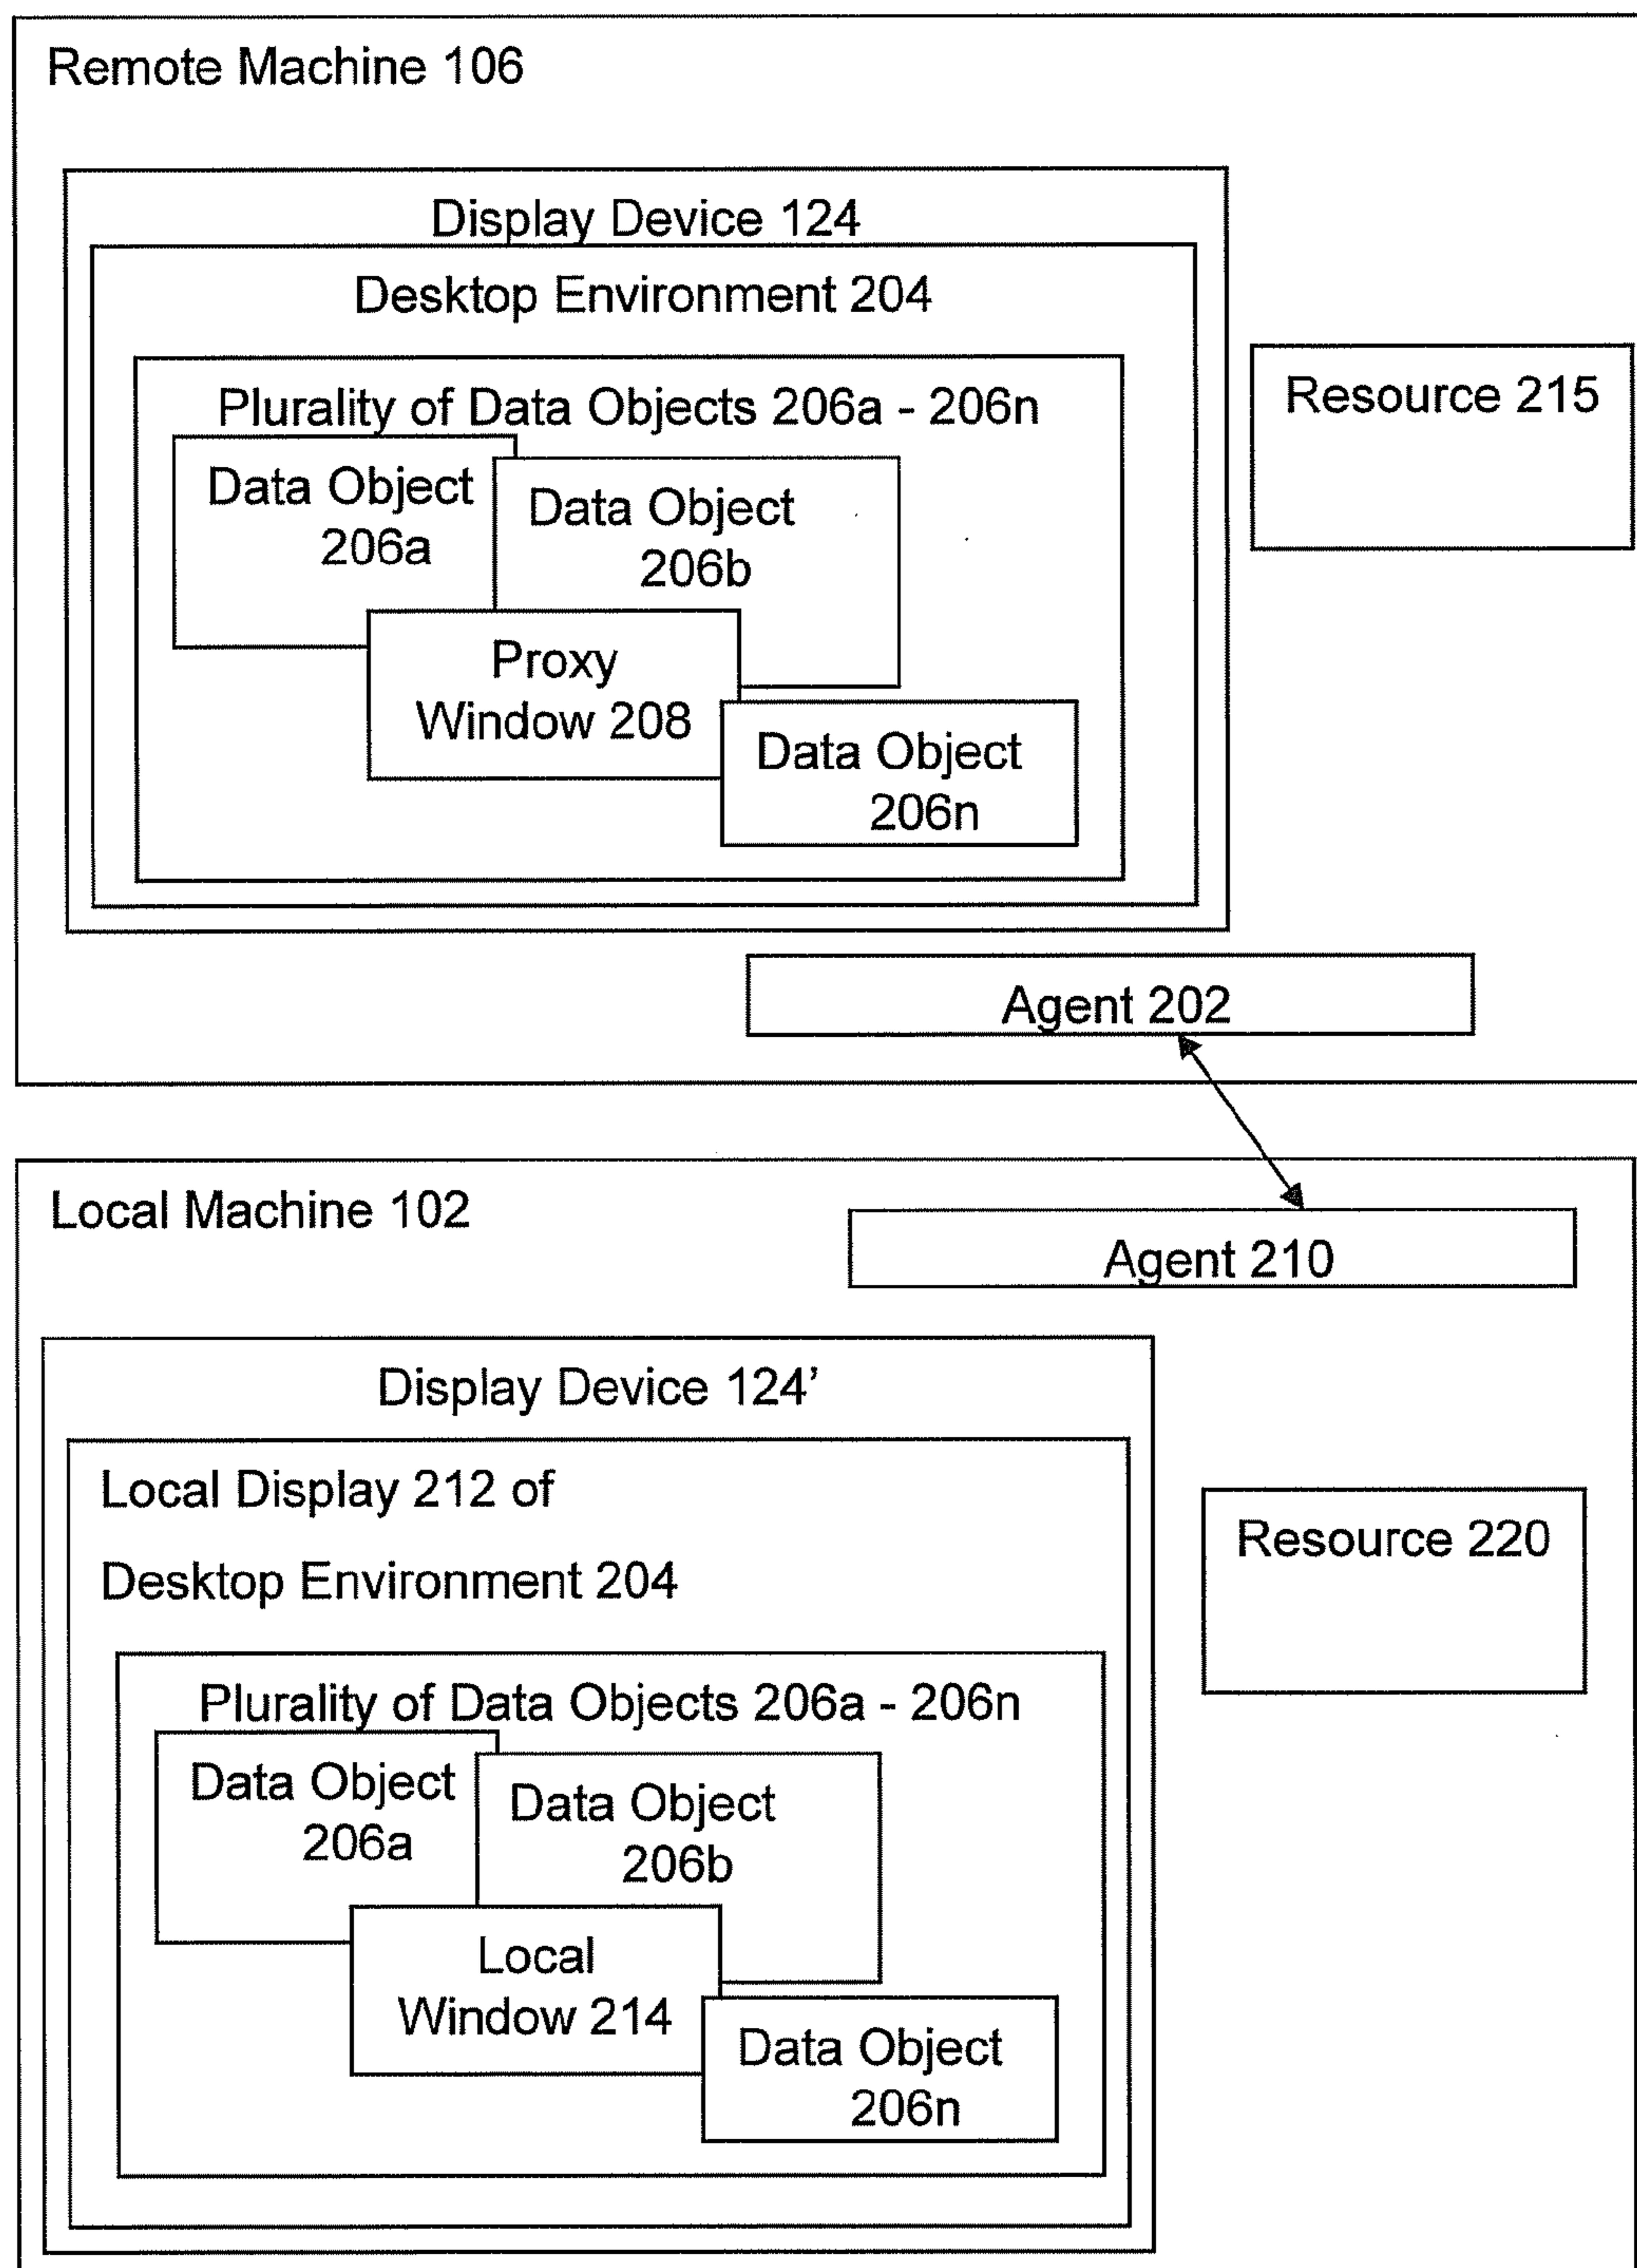 Remote Machine 106
Display Device 124
Desktop Environment 204
Resource 215
Plurality of Data Objects 206a - 206n
Data Object
206a
Data Object
206b
Proxy
Window 208
Data Object
206n
Agent 202
Local Machine 102
Agent 210
Display Device 124’
Local Display 212 of
Desktop Environment 204
Resource 220
Plurality of Data Objects 206a - 206n
Data Object
206a
Data Object
206b
Local
Window 214
Data Object
206n